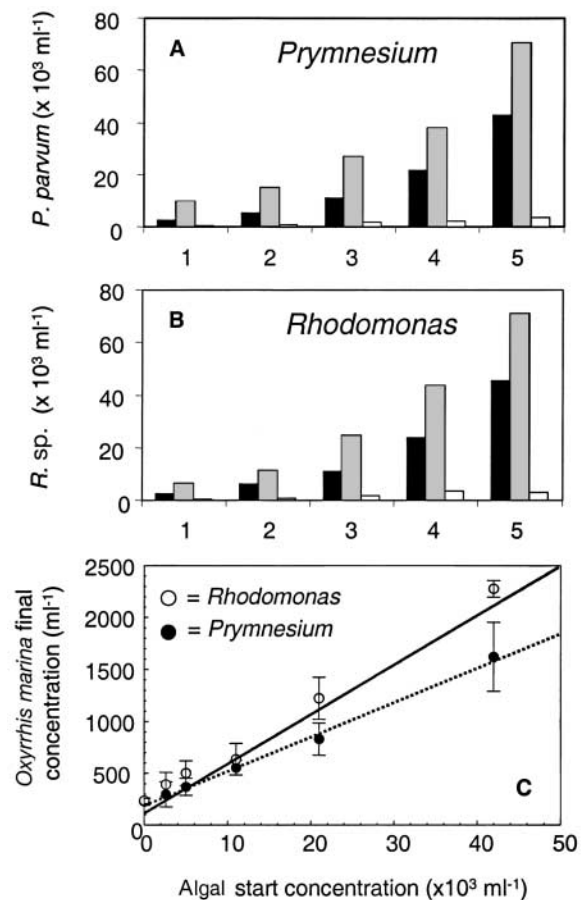 80
A
Prymnesium
60
40
20
0
P. parvum (x 10³ ml⁻¹)
1 2 3 4 5
80
B
Rhodomonas
60
40
20
0
R. sp. (x 10³ ml⁻¹)
1 2 3 4 5
2500
2000
1500
1000
500
0
Oxyrrhis marina final
concentration (ml⁻¹)
= Rhodomonas
= Prymnesium
C
0 10 20 30 40 50
Algal start concentration (x10³ ml⁻¹)